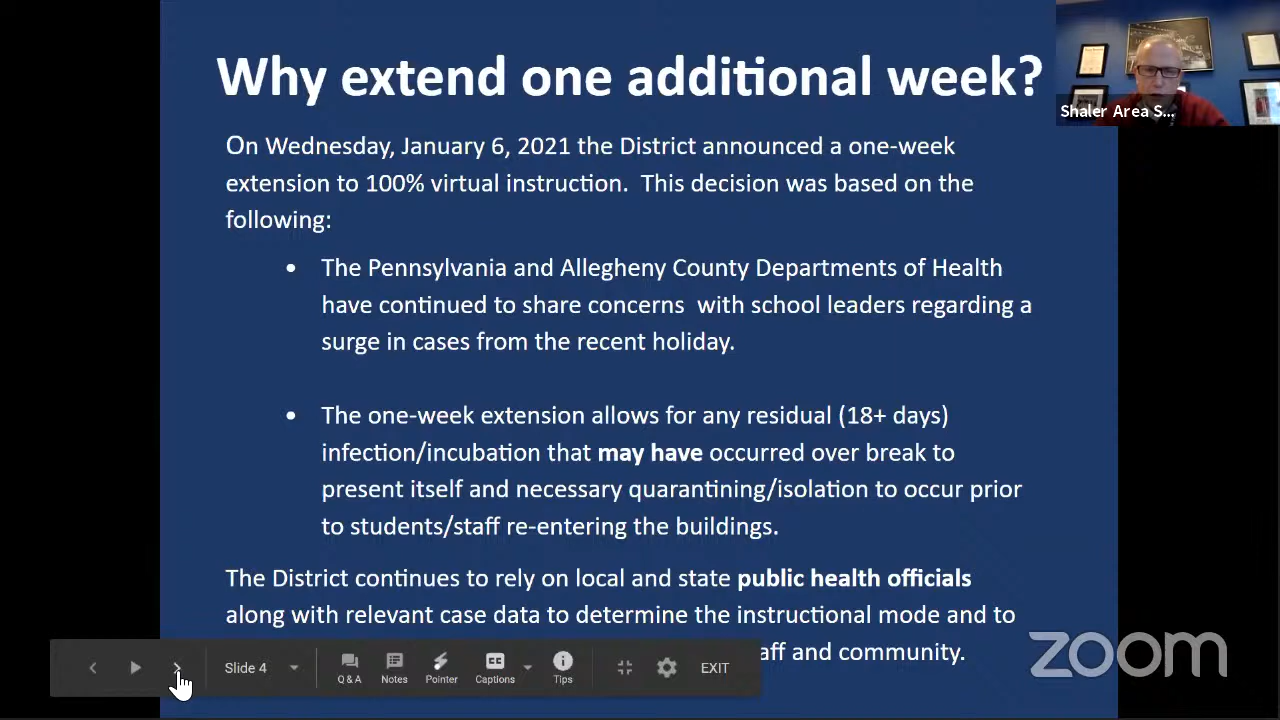 Why extend one additional week?
Shaler Area S...
On Wednesday, January 6, 2021 the District announced a one-week
extension to 100% virtual instruction.  This decision was based on the
following:
• The Pennsylvania and Allegheny County Departments of Health
have continued to share concerns  with school leaders regarding a
surge in cases from the recent holiday.
• The one-week extension allows for any residual (18+ days)
infection/incubation that may have occurred over break to
present itself and necessary quarantining/isolation to occur prior
to students/staff re-entering the buildings.
The District continues to rely on local and state public health officials
along with relevant case data to determine the instructional mode and to
aff and community.
Slide 4
Q & A
Notes
Pointer
CC
Captions
Tips
EXIT
zoom